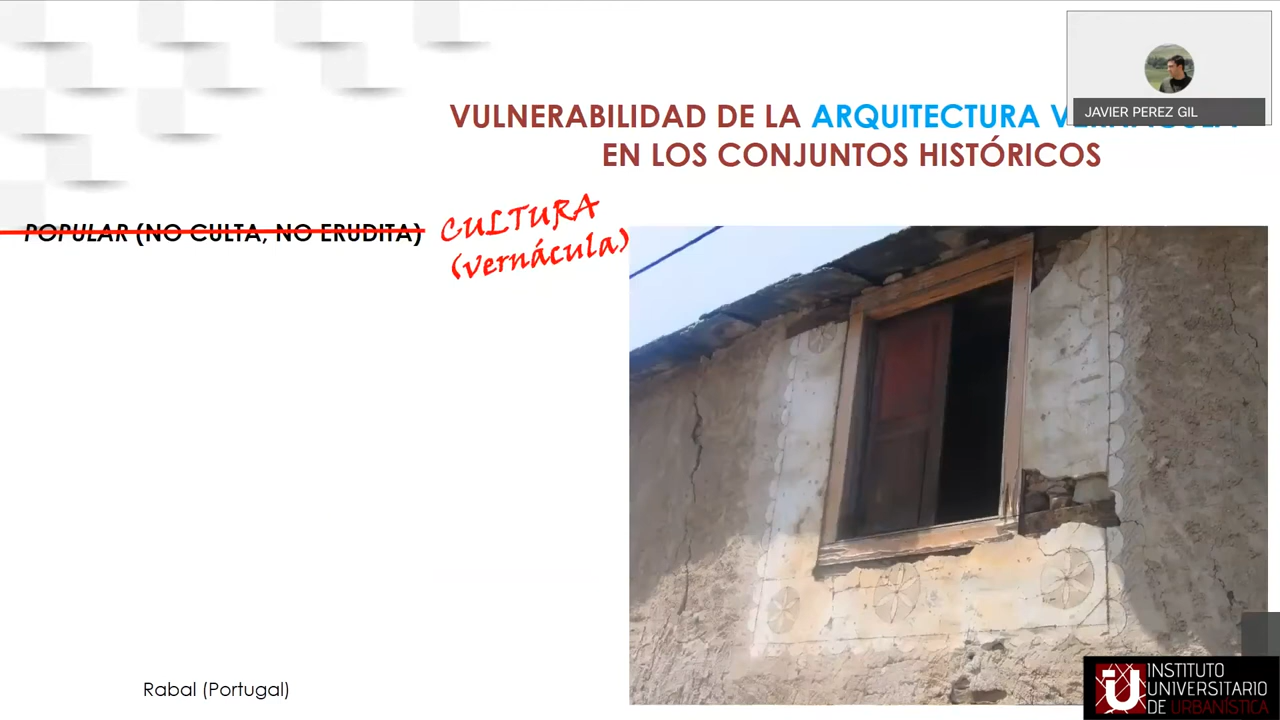 JAVIER PEREZ GIL
VULNERABILIDAD DE LA ARQUITECTURA
EN LOS CONJUNTOS HISTÓRICOS
POPULAR (NO CULTA, NO ERUDITA)
CULTURA
(vernácula)
Rabal (Portugal)
INSTITUTO
UNIVERSITARIO
DE URBANÍSTICA